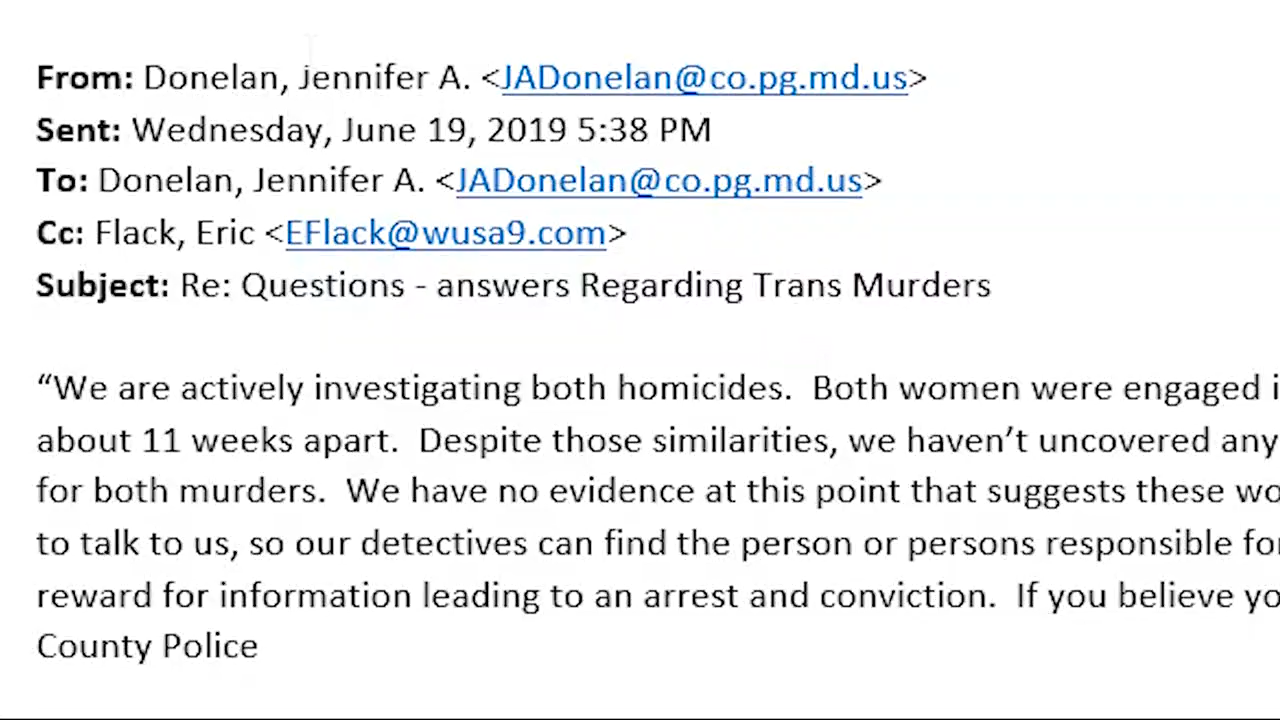 From: Donelan, Jennifer A. <JADonelan@co.pg.md.us>
Sent: Wednesday, June 19, 2019 5:38 PM
To: Donelan, Jennifer A. <JADonelan@co.pg.md.us>
Cc: Flack, Eric <EFlack@wusa9.com>
Subject: Re: Questions - answers Regarding Trans Murders
“We are actively investigating both homicides.  Both women were engaged i
about 11 weeks apart.  Despite those similarities, we haven’t uncovered any
for both murders.  We have no evidence at this point that suggests these wo
to talk to us, so our detectives can find the person or persons responsible for
reward for information leading to an arrest and conviction.  If you believe yo
County Police